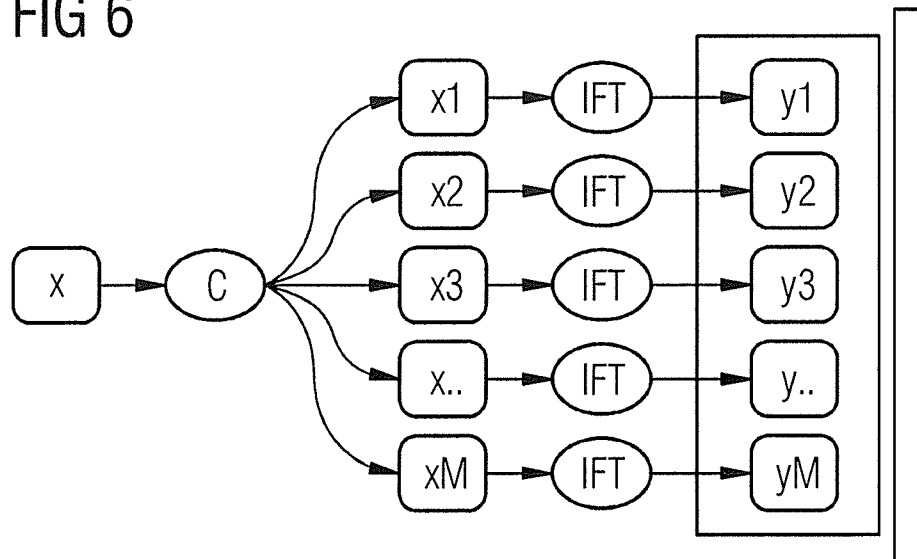 FIG 6
x1 IFT y1
x2 IFT y2
x C x3 IFT y3
x.. IFT y..
xM IFT yM